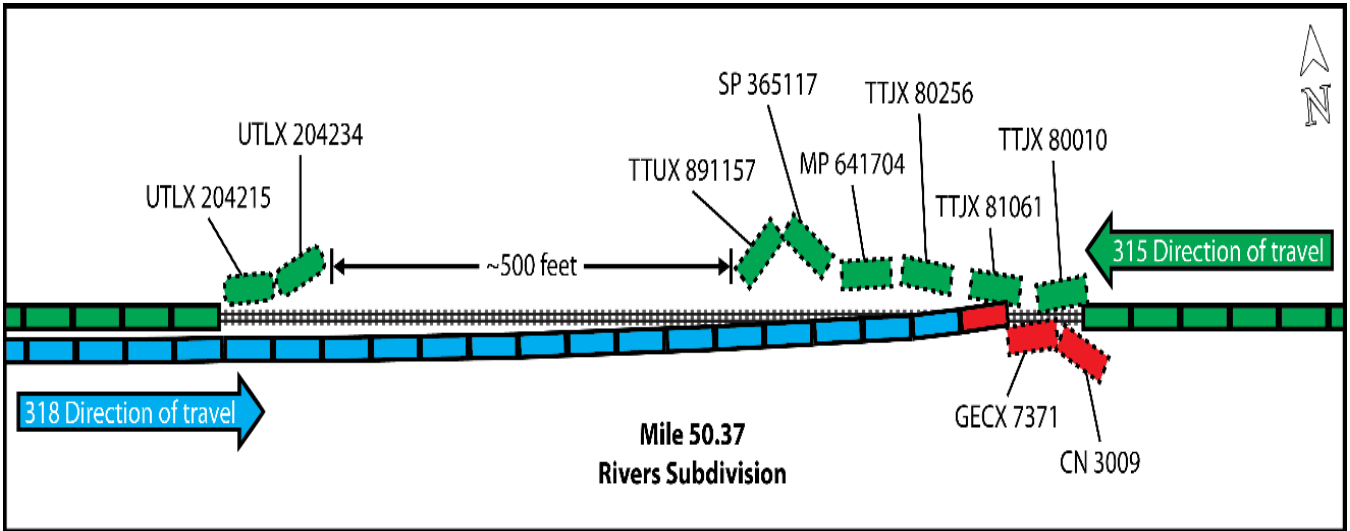 SP 365117
TTJX 80256
UTLX 204234
TTUX 891157
MP 641704
TTJX 80010
UTLX 204215
TTJX 81061
N
~500 feet
315 Direction of travel
318 Direction of travel
GECX 7371
CN 3009
Mile 50.37
Rivers Subdivision